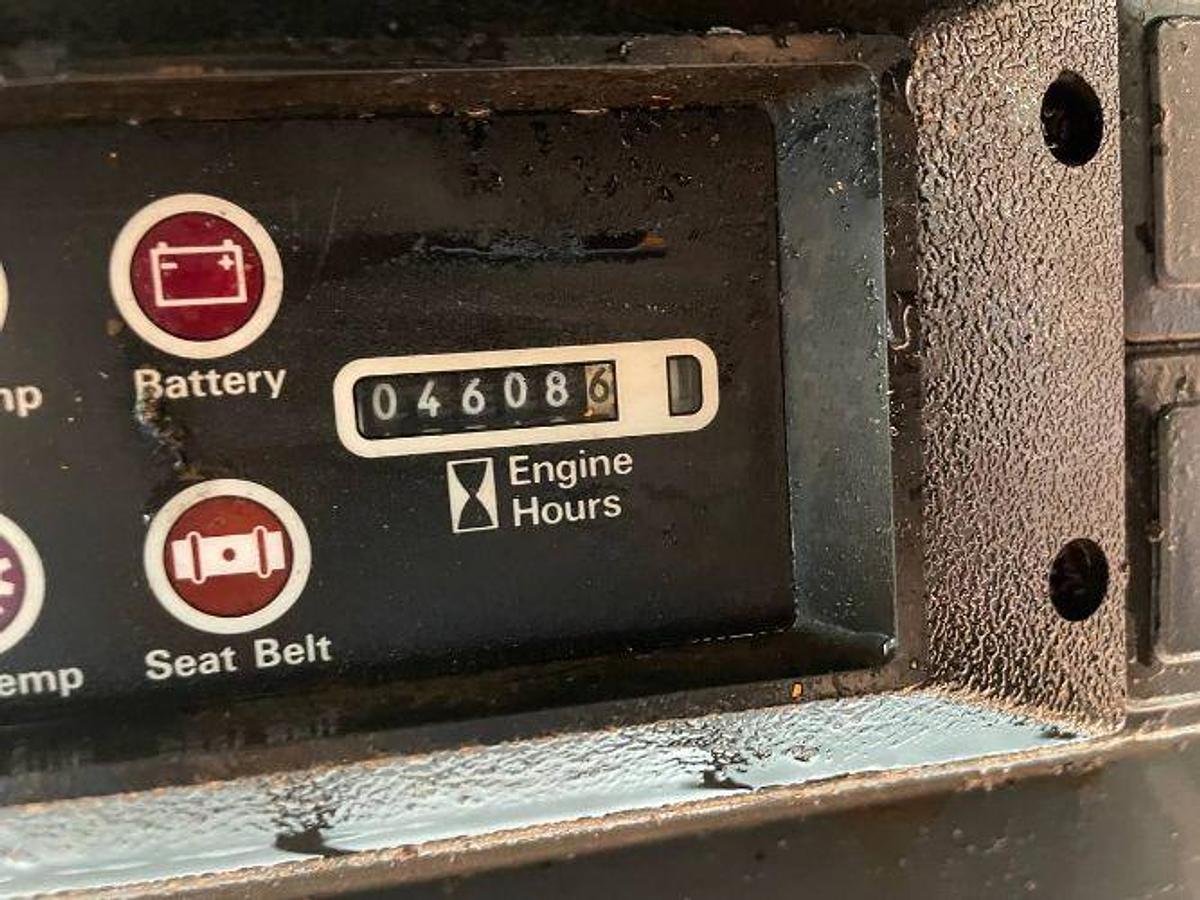 mp
Battery
046086
Engine
Hours
Seat Belt
emp